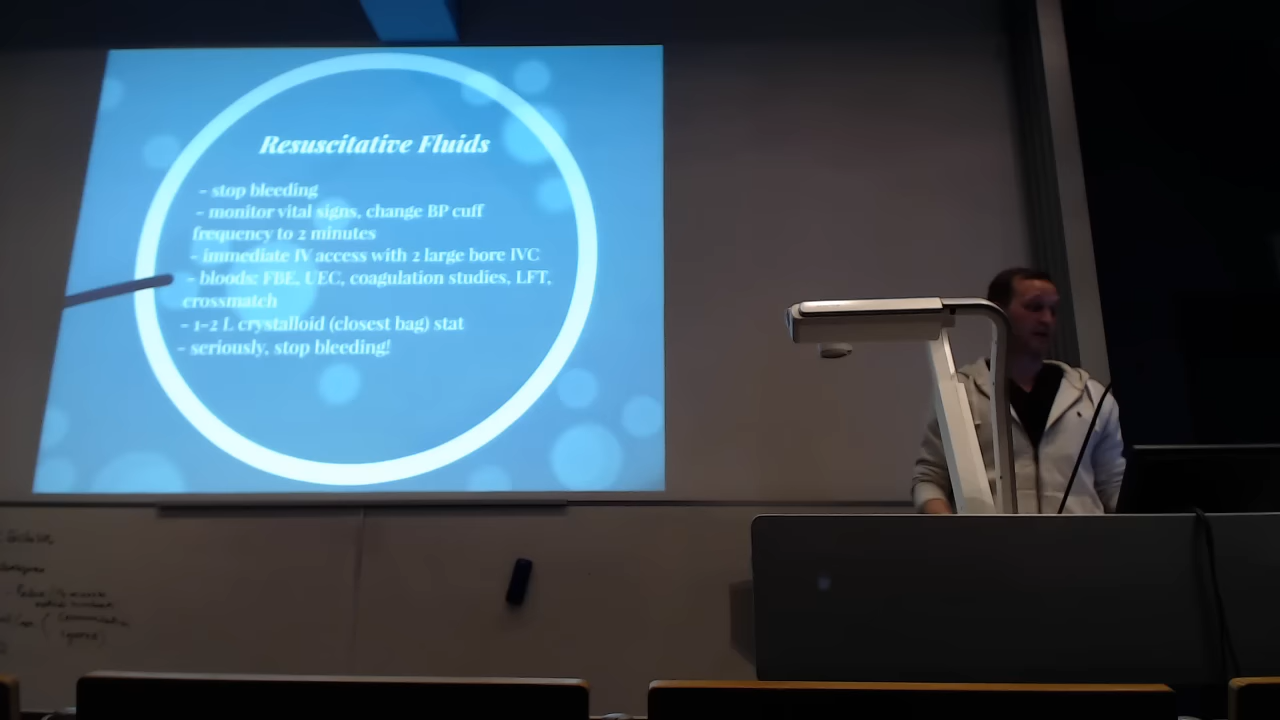 Resuscitative Fluids
- stop bleeding
- monitor vital signs, change BP cuff
frequency to 2 minutes
- immediate IV access with 2 large bore IVC
- bloods: FBE, UEC, coagulation studies, LFT,
crossmatch
- 1-2 L crystalloid (closest bag) stat
- seriously, stop bleeding!